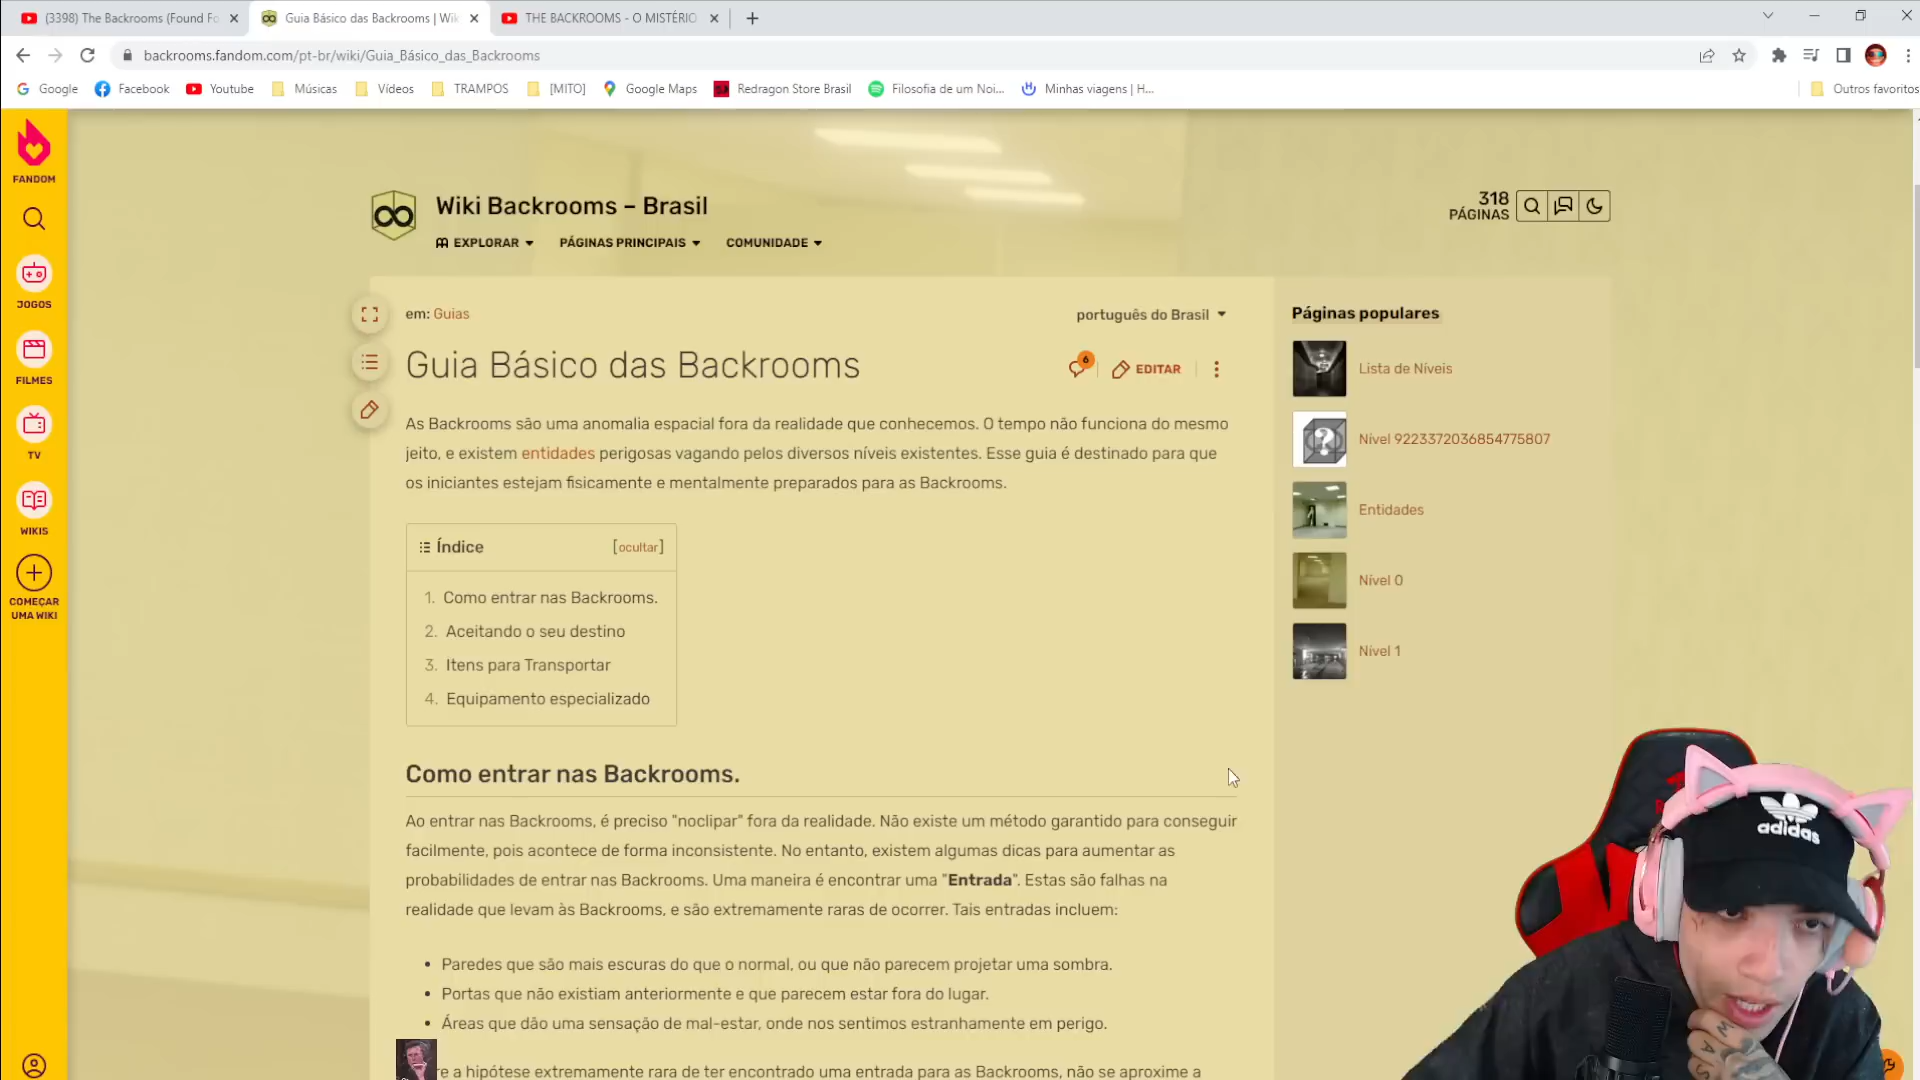 (3398) The Backrooms (Found Fo
Guia Básico das Backrooms | Wik
THE BACKROOMS - O MISTÉRIO
backrooms.fandom.com/pt-br/wiki/Guia_Básico_das_Backrooms
Google
Facebook
Youtube
Músicas
Vídeos
TRAMPOS
[MITO]
Google Maps
Redragon Store Brasil
Filosofia de um Noi...
Minhas viagens | H...
Outros favoritos
FANDOM
JOGOS
FILMES
TV
WIKIS
COMEÇAR
UMA WIKI
Wiki Backrooms – Brasil
EXPLORAR
PÁGINAS PRINCIPAIS
COMUNIDADE
318
PÁGINAS
em: Guias
português do Brasil
Guia Básico das Backrooms
6
EDITAR
As Backrooms são uma anomalia espacial fora da realidade que conhecemos. O tempo não funciona do mesmo
jeito, e existem entidades perigosas vagando pelos diversos níveis existentes. Esse guia é destinado para que
os iniciantes estejam fisicamente e mentalmente preparados para as Backrooms.
Índice [ocultar]
1. Como entrar nas Backrooms.
2. Aceitando o seu destino
3. Itens para Transportar
4. Equipamento especializado
Como entrar nas Backrooms.
Ao entrar nas Backrooms, é preciso "noclipar" fora da realidade. Não existe um método garantido para conseguir
facilmente, pois acontece de forma inconsistente. No entanto, existem algumas dicas para aumentar as
probabilidades de entrar nas Backrooms. Uma maneira é encontrar uma "Entrada". Estas são falhas na
realidade que levam às Backrooms, e são extremamente raras de ocorrer. Tais entradas incluem:
• Paredes que são mais escuras do que o normal, ou que não parecem projetar uma sombra.
• Portas que não existiam anteriormente e que parecem estar fora do lugar.
• Áreas que dão uma sensação de mal-estar, onde nos sentimos estranhamente em perigo.
re a hipótese extremamente rara de ter encontrado uma entrada para as Backrooms, não se aproxime a
Páginas populares
Lista de Níveis
Nível 9223372036854775807
Entidades
Nível 0
Nível 1
adidas